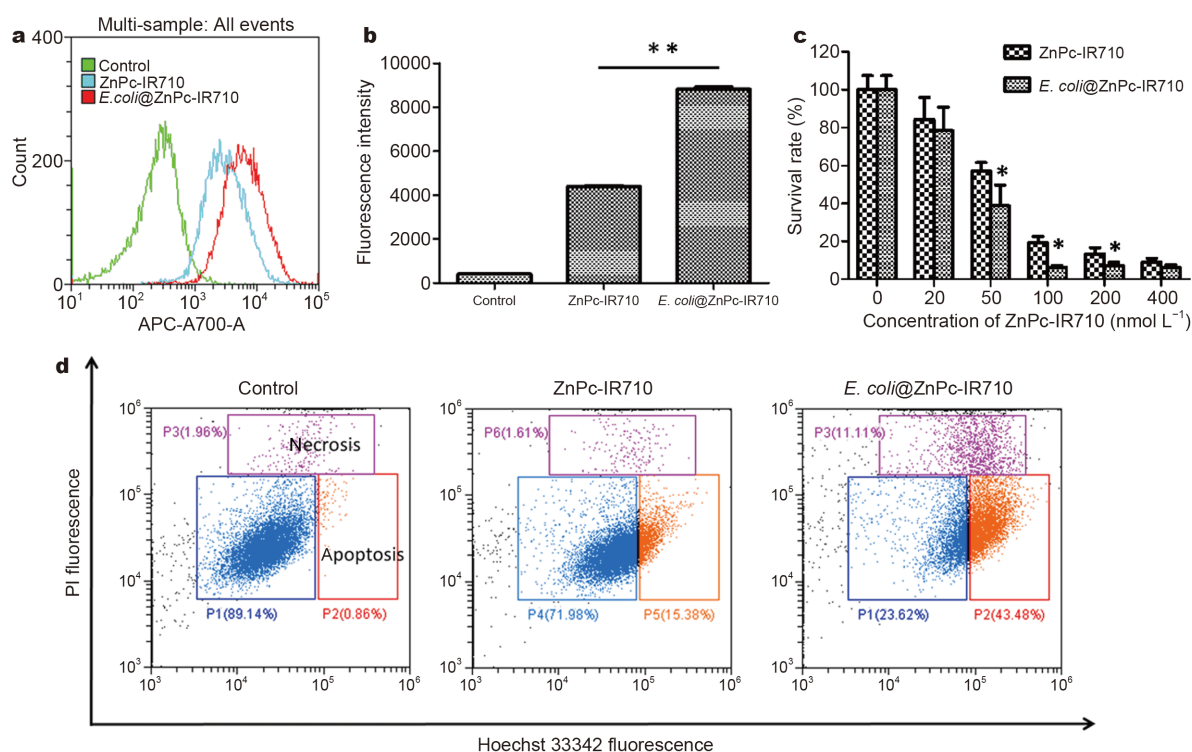 a
Multi-sample: All events
400
200
0
Count
Control
ZnPc-IR710
E.coli@ZnPc-IR710
10¹ 10² 10³ 10⁴ 10⁵
APC-A700-A
b
**
10000
8000
6000
4000
2000
0
Fluorescence intensity
Control ZnPc-IR710 E. coli@ZnPc-IR710
c
120
100
80
60
40
20
0
Survival rate (%)
ZnPc-IR710
E. coli@ZnPc-IR710
*
*
*
0 20 50 100 200 400
Concentration of ZnPc-IR710 (nmol L⁻¹)
d
PI fluorescence
Control
10⁶
10⁵
10⁴
10³
P3(1.96%)
Necrosis
Apoptosis
P1(89.14%) P2(0.86%)
10³ 10⁴ 10⁵ 10⁶
ZnPc-IR710
10⁶
10⁵
10⁴
10³
P6(1.61%)
P4(71.98%) P5(15.38%)
10³ 10⁴ 10⁵ 10⁶
E. coli@ZnPc-IR710
10⁶
10⁵
10⁴
10³
P3(11.11%)
P1(23.62%) P2(43.48%)
10³ 10⁴ 10⁵ 10⁶
Hoechst 33342 fluorescence